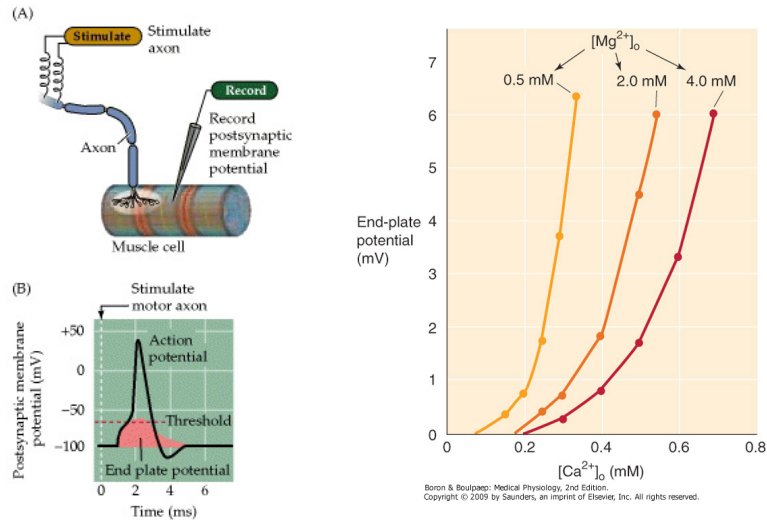 (A)
Stimulate
Stimulate
axon
Record
Axon
Record
postsynaptic
membrane
potential
Muscle cell
(B)
Stimulate
motor axon
Postsynaptic membrane
potential (mV)
+50
0
−50
−100
Action
potential
Threshold
End plate potential
0 2 4 6
Time (ms)
[Mg2+]o
0.5 mM 2.0 mM 4.0 mM
End-plate
potential
(mV)
7
6
5
4
3
2
1
0
0 0.2 0.4 0.6 0.8
[Ca2+]o (mM)
Boron & Boulpaep: Medical Physiology, 2nd Edition.
Copyright © 2009 by Saunders, an imprint of Elsevier, Inc. All rights reserved.